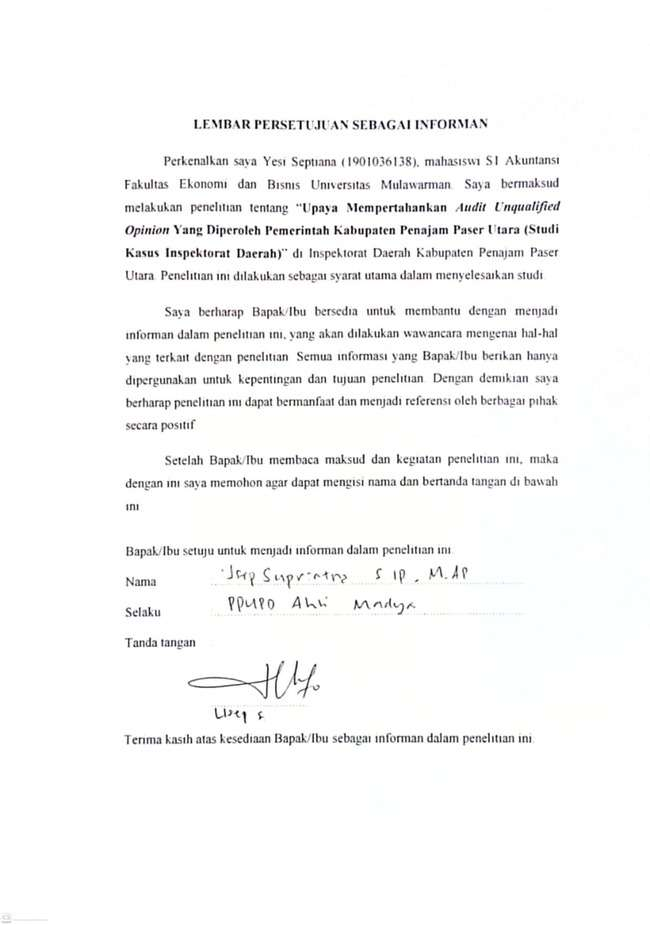 LEMBAR PERSETUJUAN SEBAGAI INFORMAN
Perkenalkan saya Yesi Septiana (1901036138), mahasiswi S1 Akuntansi
Fakultas Ekonomi dan Bisnis Universitas Mulawarman. Saya bermaksud
melakukan penelitian tentang "Upaya Mempertahankan Audit Unqualified
Opinion Yang Diperoleh Pemerintah Kabupaten Penajam Paser Utara (Studi
Kasus Inspektorat Daerah)" di Inspektorat Daerah Kabupaten Penajam Paser
Utara. Penelitian ini dilakukan sebagai syarat utama dalam menyelesaikan studi.
Saya berharap Bapak/Ibu bersedia untuk membantu dengan menjadi
informan dalam penelitian ini, yang akan dilakukan wawancara mengenai hal-hal
yang terkait dengan penelitian. Semua informasi yang Bapak/Ibu berikan hanya
dipergunakan untuk kepentingan dan tujuan penelitian. Dengan demikian saya
berharap penelitian ini dapat bermanfaat dan menjadi referensi oleh berbagai pihak
secara positif
Setelah Bapak/Ibu membaca maksud dan kegiatan penelitian ini, maka
dengan ini saya memohon agar dapat mengisi nama dan bertanda tangan di bawah
ini
Bapak/Ibu setuju untuk menjadi informan dalam penelitian ini
Nama S IP, M.AP
Selaku PPUPD Ahli Madya
Tanda tangan
Terima kasih atas kesediaan Bapak/Ibu sebagai informan dalam penelitian ini.